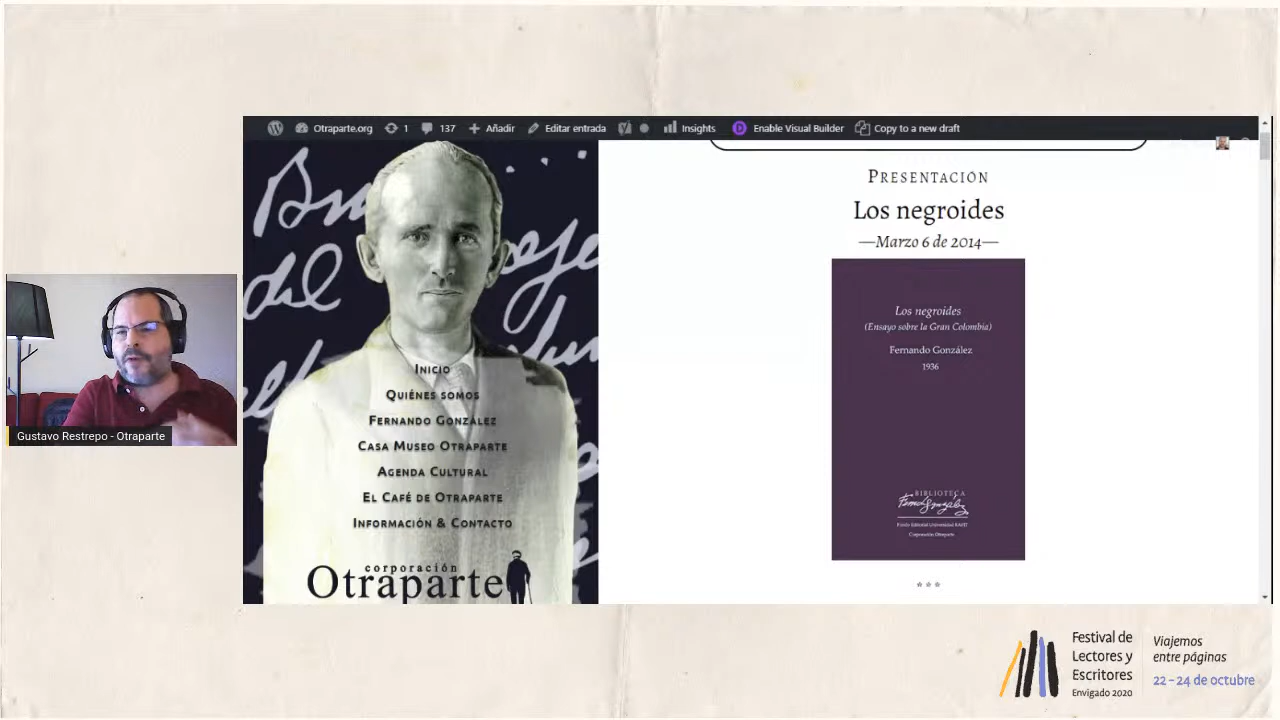 Otraparte.org
1
137
Añadir
Editar entrada
Insights
Enable Visual Builder
Copy to a new draft
Gustavo Restrepo - Otraparte
INICIO
QUIÉNES SOMOS
FERNANDO GONZÁLEZ
CASA MUSEO OTRAPARTE
AGENDA CULTURAL
EL CAFÉ DE OTRAPARTE
INFORMACIÓN & CONTACTO
corporación
Otraparte
PRESENTACIÓN
Los negroides
—Marzo 6 de 2014—
Los negroides
(Ensayo sobre la Gran Colombia)
Fernando González
1936
BIBLIOTECA
Fernando González
Fondo Editorial Universidad EAFIT
Corporación Otraparte
Festival de
Lectores y
Escritores
Envigado 2020
Viajemos
entre páginas
22-24 de octubre